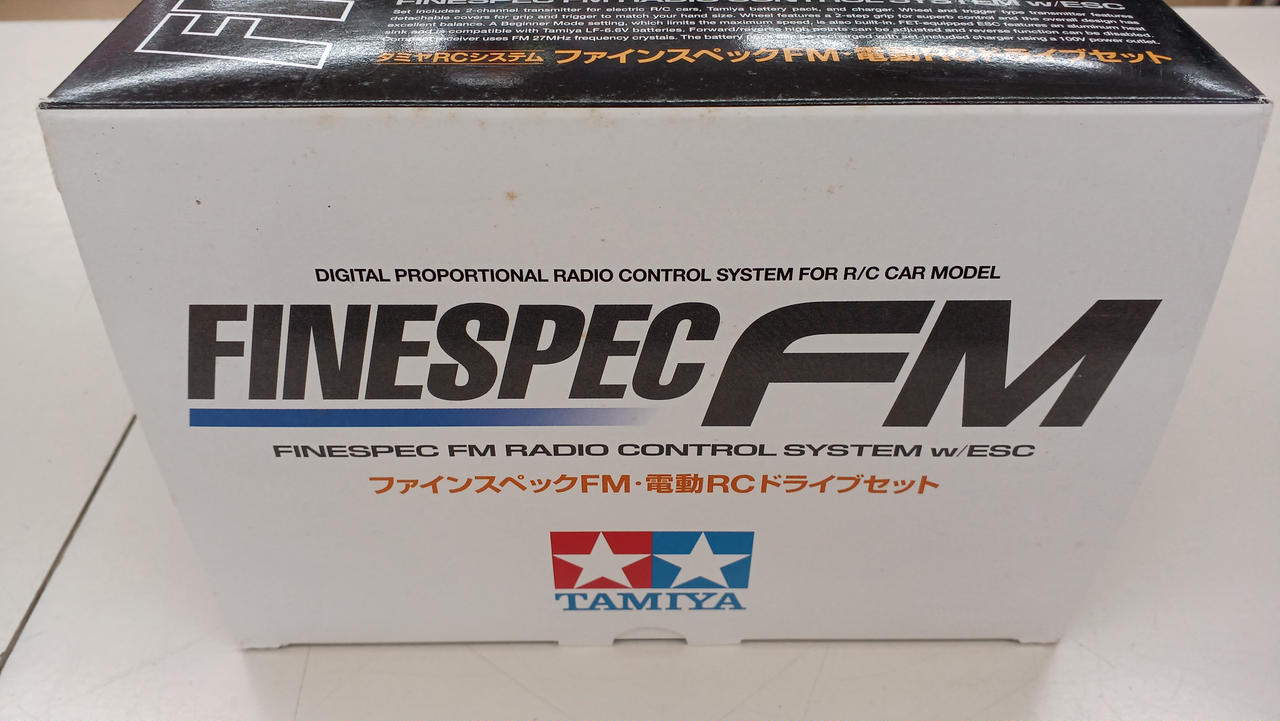 FINESPEC FM RADIO CONTROL SYSTEM w/ESC
Set includes 2-channel transmitter for electric R/C cars, Tamiya battery pack, and charger. Wheel and trigger type transmitter features
detachable covers for grip and trigger to match your hand size. Wheel features a 2-step grip for superb control and the overall design has
excellent balance. A Beginner Mode setting, which limits the maximum speed, is also built-in. FET-equipped ESC features an aluminum heat
sink and is compatible with Tamiya LF-6.6V batteries. Forward/reverse high points can be adjusted and reverse function can be disabled.
Compact receiver uses FM 27MHz frequency crystals. The battery pack can be recharged with set-included charger using a 100V power outlet.
タミヤRCシステム ファインスペックFM・電動RCドライブセット
DIGITAL PROPORTIONAL RADIO CONTROL SYSTEM FOR R/C CAR MODEL
FINESPEC FM
FINESPEC FM RADIO CONTROL SYSTEM w/ESC
ファインスペックFM・電動RCドライブセット
TAMIYA